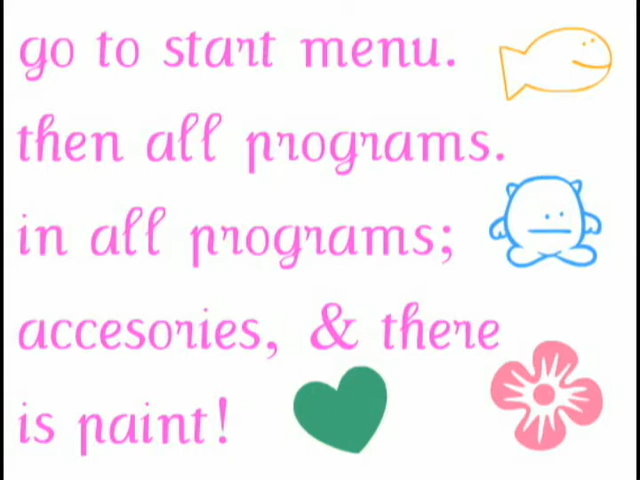 go to start menu.
then all programs.
in all programs;
accesories, & there
is paint!